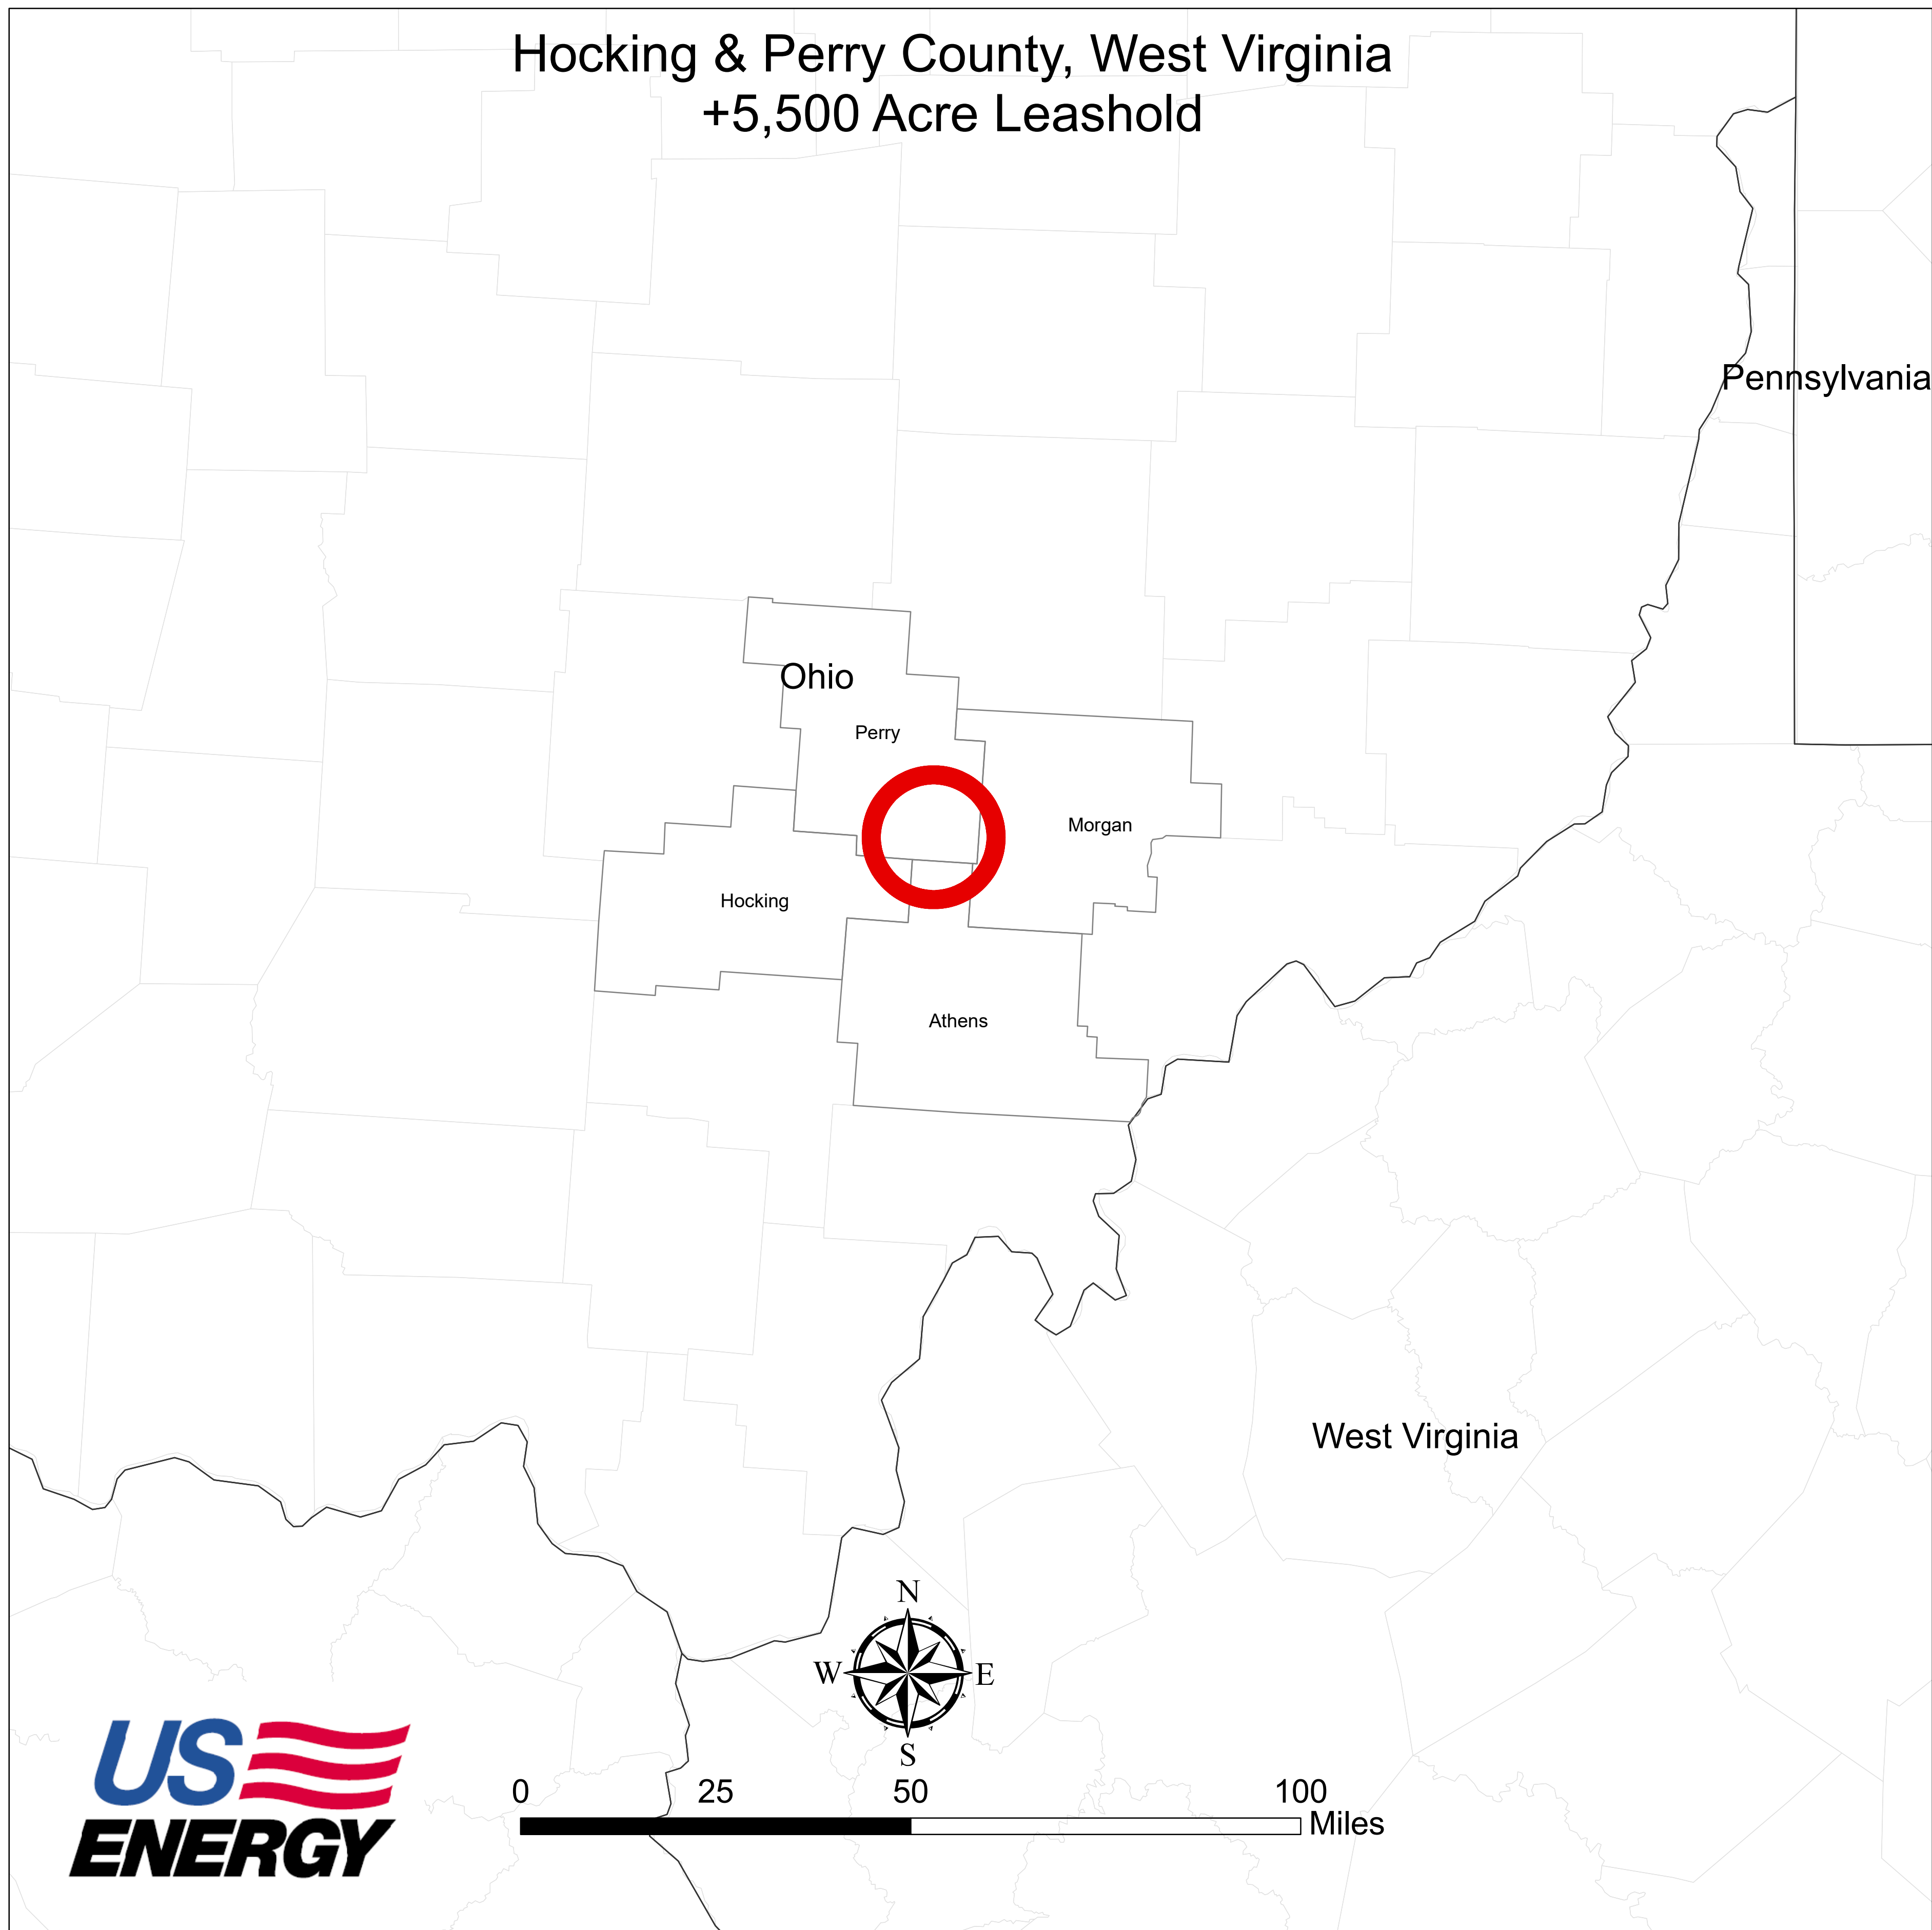 Hocking & Perry County, West Virginia
+5,500 Acre Leashold
Pennsylvania
Ohio
Perry
Morgan
Hocking
Athens
West Virginia
N
W
E
S
0 25 50 100
Miles
US
ENERGY